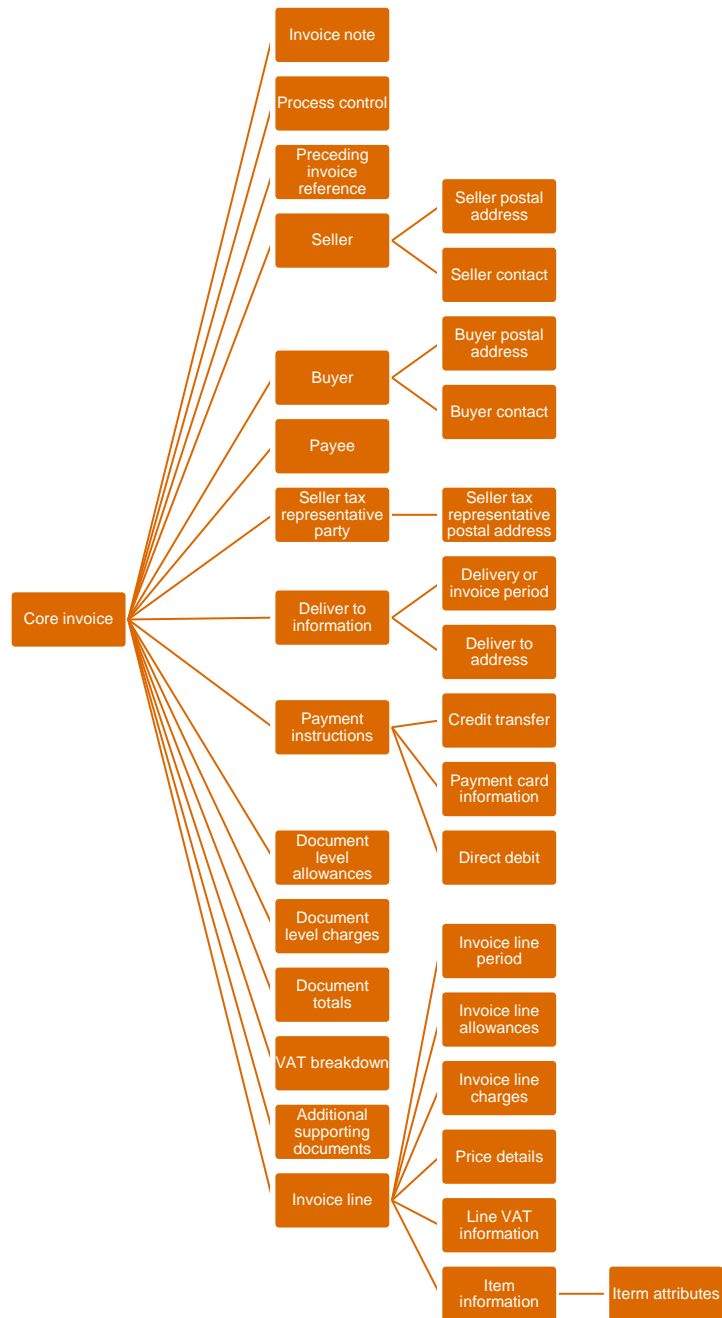 Invoice note
Process control
Preceding
invoice
reference
Seller
Seller postal
address
Seller contact
Buyer
Buyer postal
address
Buyer contact
Payee
Seller tax
representative
party
Seller tax
representative
postal address
Core invoice
Deliver to
information
Delivery or
invoice period
Deliver to
address
Payment
instructions
Credit transfer
Payment card
information
Direct debit
Document
level
allowances
Document
level charges
Document
totals
VAT breakdown
Additional
supporting
documents
Invoice line
Invoice line
period
Invoice line
allowances
Invoice line
charges
Price details
Line VAT
information
Item
information
Iterm attributes